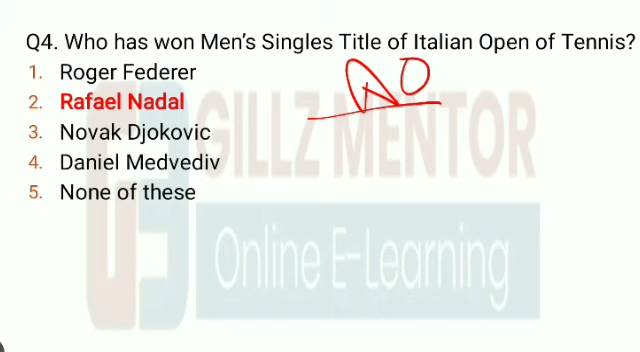 Q4. Who has won Men's Singles Title of Italian Open of Tennis?
1. Roger Federer
2. Rafael Nadal
3. Novak Djokovic
4. Daniel Medvediv
5. None of these
GILLZ MENTOR
Online E-Learning